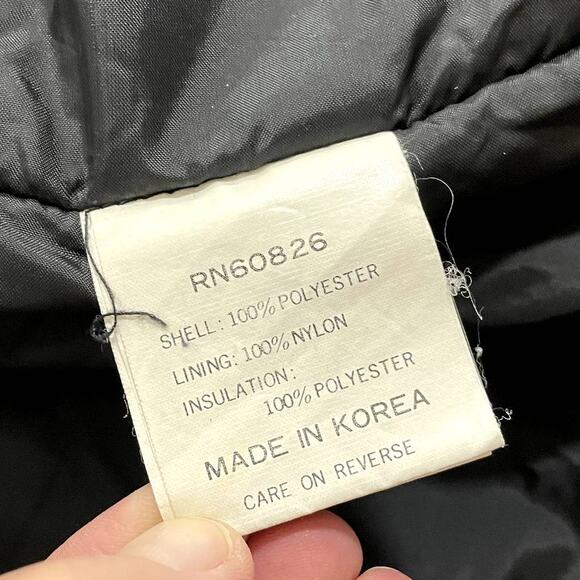 RN60826
SHELL: 100% POLYESTER
LINING: 100% NYLON
INSULATION:
100% POLYESTER
MADE IN KOREA
CARE ON REVERSE